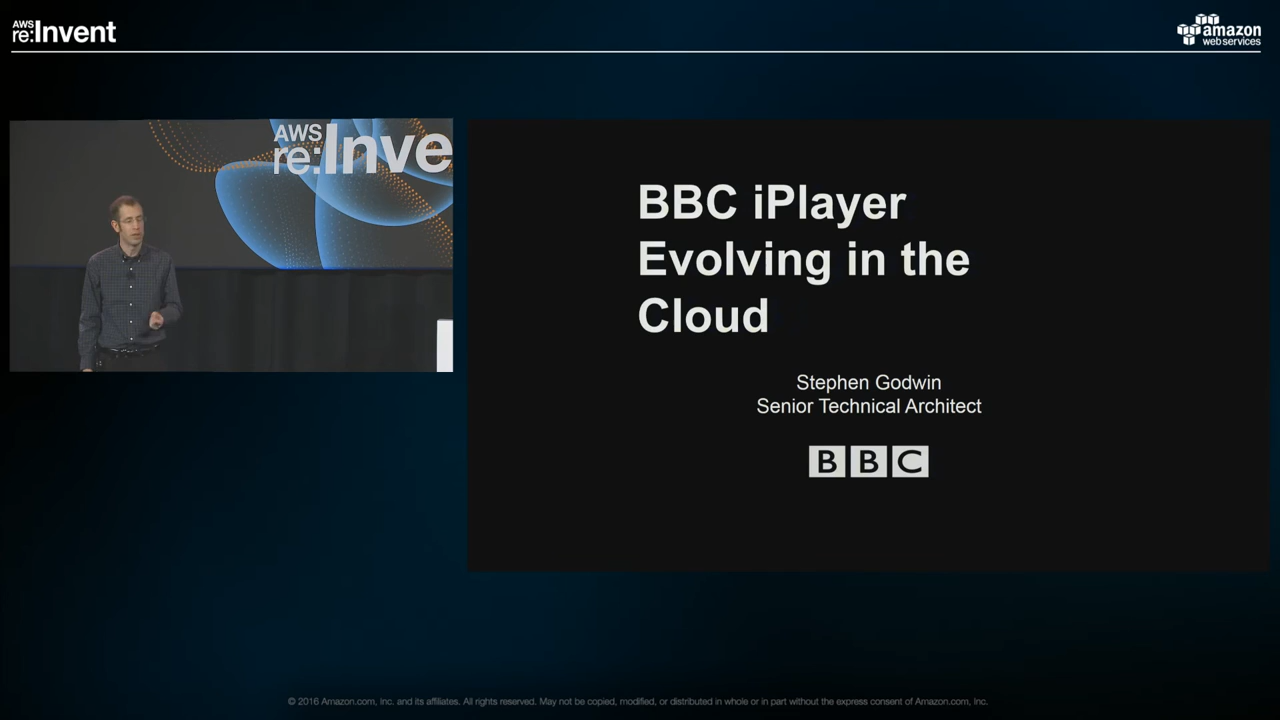 AWS
re:Invent
amazon
webservices
AWS
re:Inve
BBC iPlayer
Evolving in the
Cloud
Stephen Godwin
Senior Technical Architect
BBC
© 2016 Amazon.com, Inc. and its affiliates. All rights reserved. May not be copied, modified, or distributed in whole or in part without the express consent of Amazon.com, Inc.